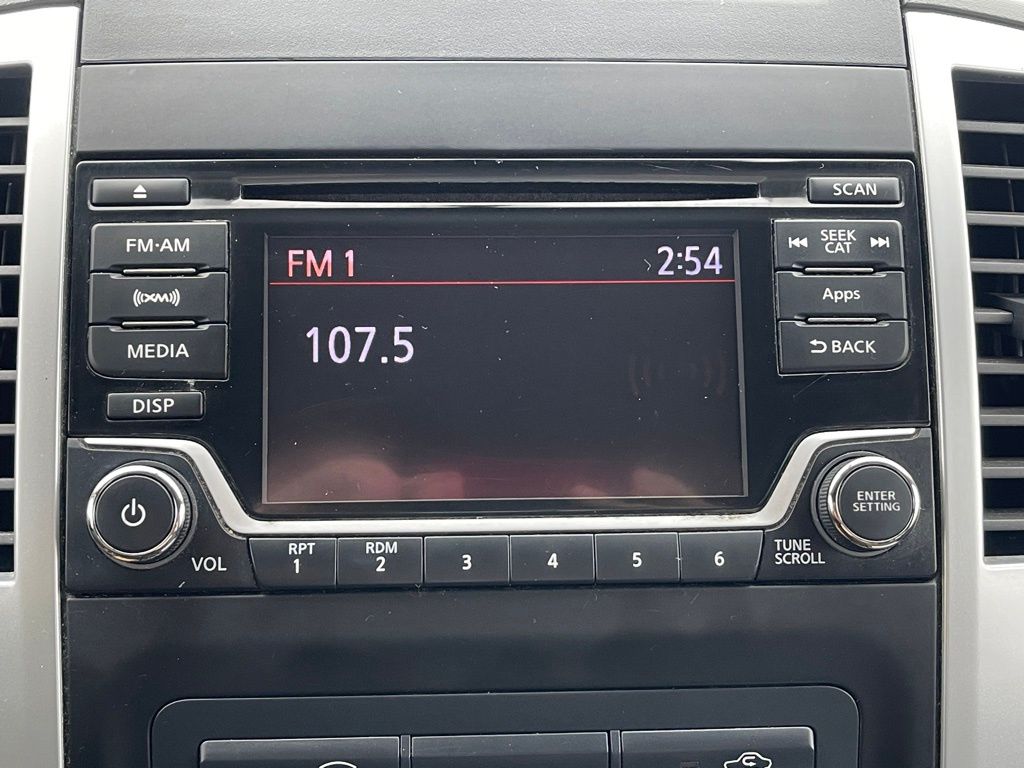 SCAN
FM·AM
SEEK
CAT
FM 1
2:54
XM
Apps
107.5
MEDIA
BACK
DISP
ENTER
SETTING
VOL
RPT
1
RDM
2
3
4
5
6
TUNE
SCROLL